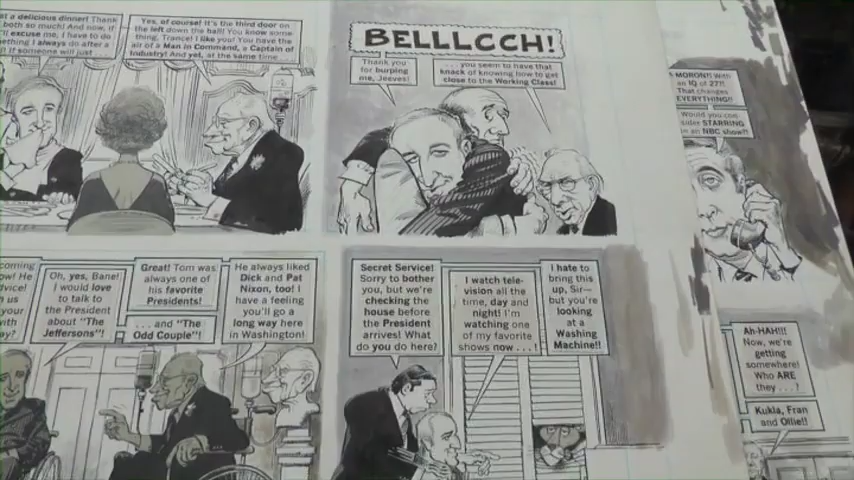 at a delicious dinner! Thank
both so much! And now, if
excuse me, I have to do
something I always do after a
if someone will just . . .
Yes, of course! It's the third door on
the left down the hall! You know some
thing, Trance! I like you! You have the
air of a Man in Command, a Captain of
Industry! And yet, at the same time . . .
BELLLCCH!
Thank you
for burping
me, Jeeves!
. . . you seem to have that
knack of knowing how to get
close to the Working Class!
MORON!! With
an IQ of 27!!
That changes
EVERYTHING!!
Would you con-
sider STARRING
in an NBC show?!
coming
now! He
advice!
us
your
with
day?
Oh, yes, Bane!
I would love
to talk to
the President
about "The
Jeffersons"!
Great! Tom was
always one of
his favorite
Presidents!
. . . and "The
Odd Couple"!
He always liked
Dick and Pat
Nixon, too! I
have a feeling
you'll go a
long way here
in Washington!
Secret Service!
Sorry to bother
you, but we're
checking the
house before
the President
arrives! What
do you do here?
I watch tele-
vision all the
time, day and
night! I'm
watching one
of my favorite
shows now . . . !
I hate to
bring this
up, Sir—
but you're
looking
at a
Washing
Machine!!
Ah-HAH!!!
Now, we're
getting
somewhere!
Who ARE
they . . . ?
Kukla, Fran
and Ollie!!